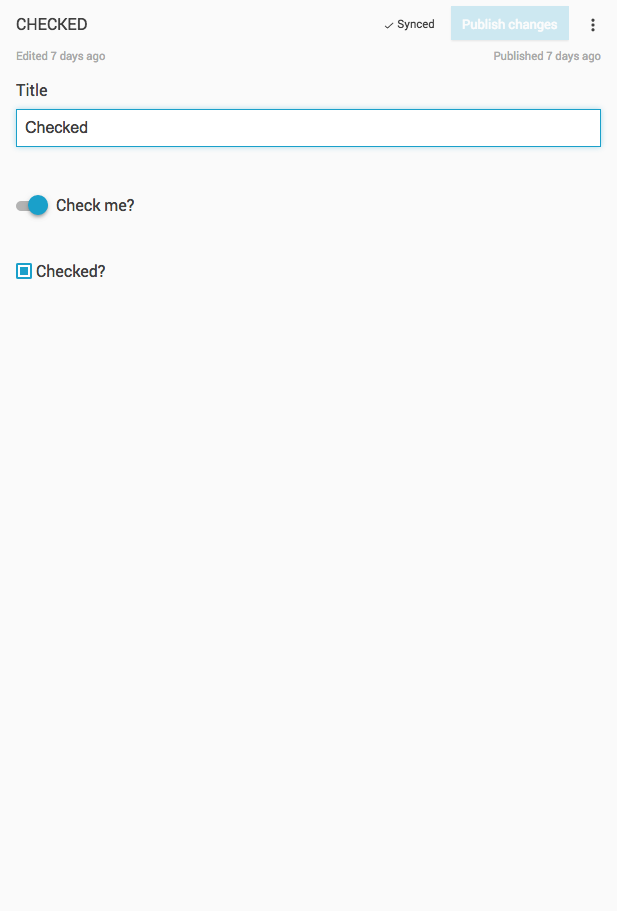 CHECKED
Synced
Publish changes
Edited 7 days ago
Published 7 days ago
Title
Checked
Check me?
Checked?